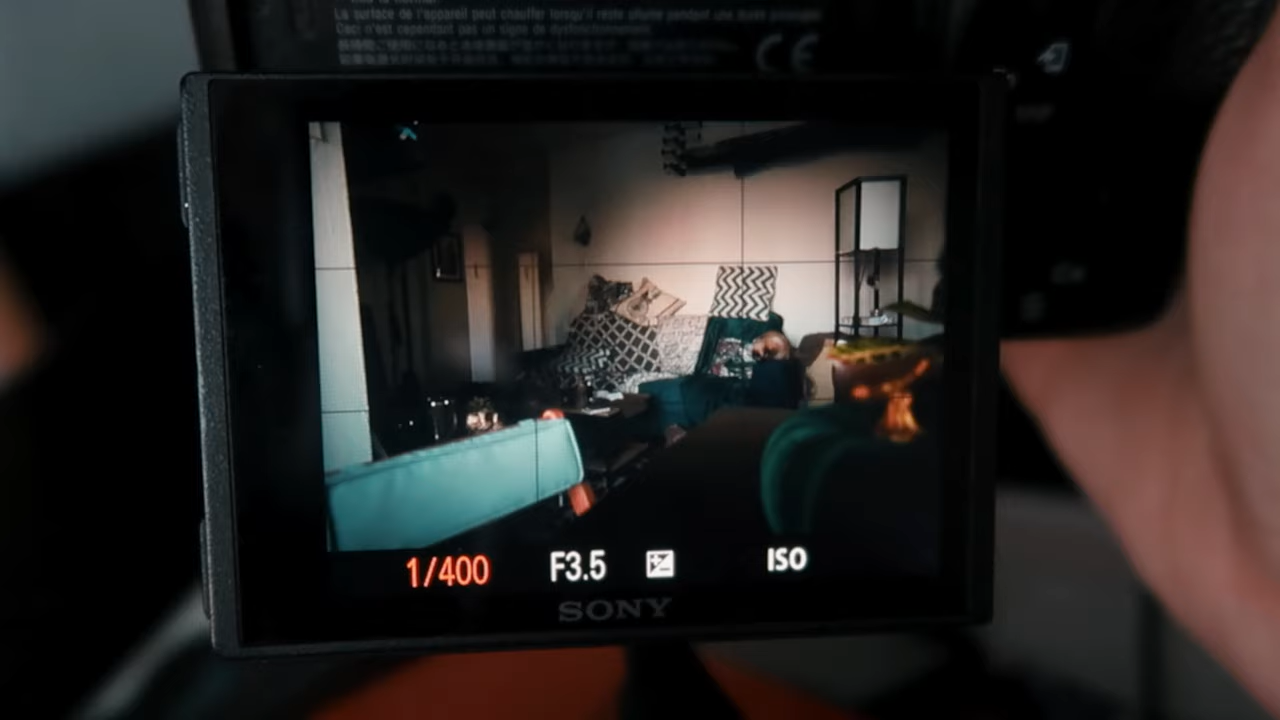 La surface de l'appareil peut chauffer lorsqu'il reste allumé pendant une durée
Ceci n'est cependant pas un signe de dysfonctionnement.
CE
1/400 F3.5 ISO
SONY